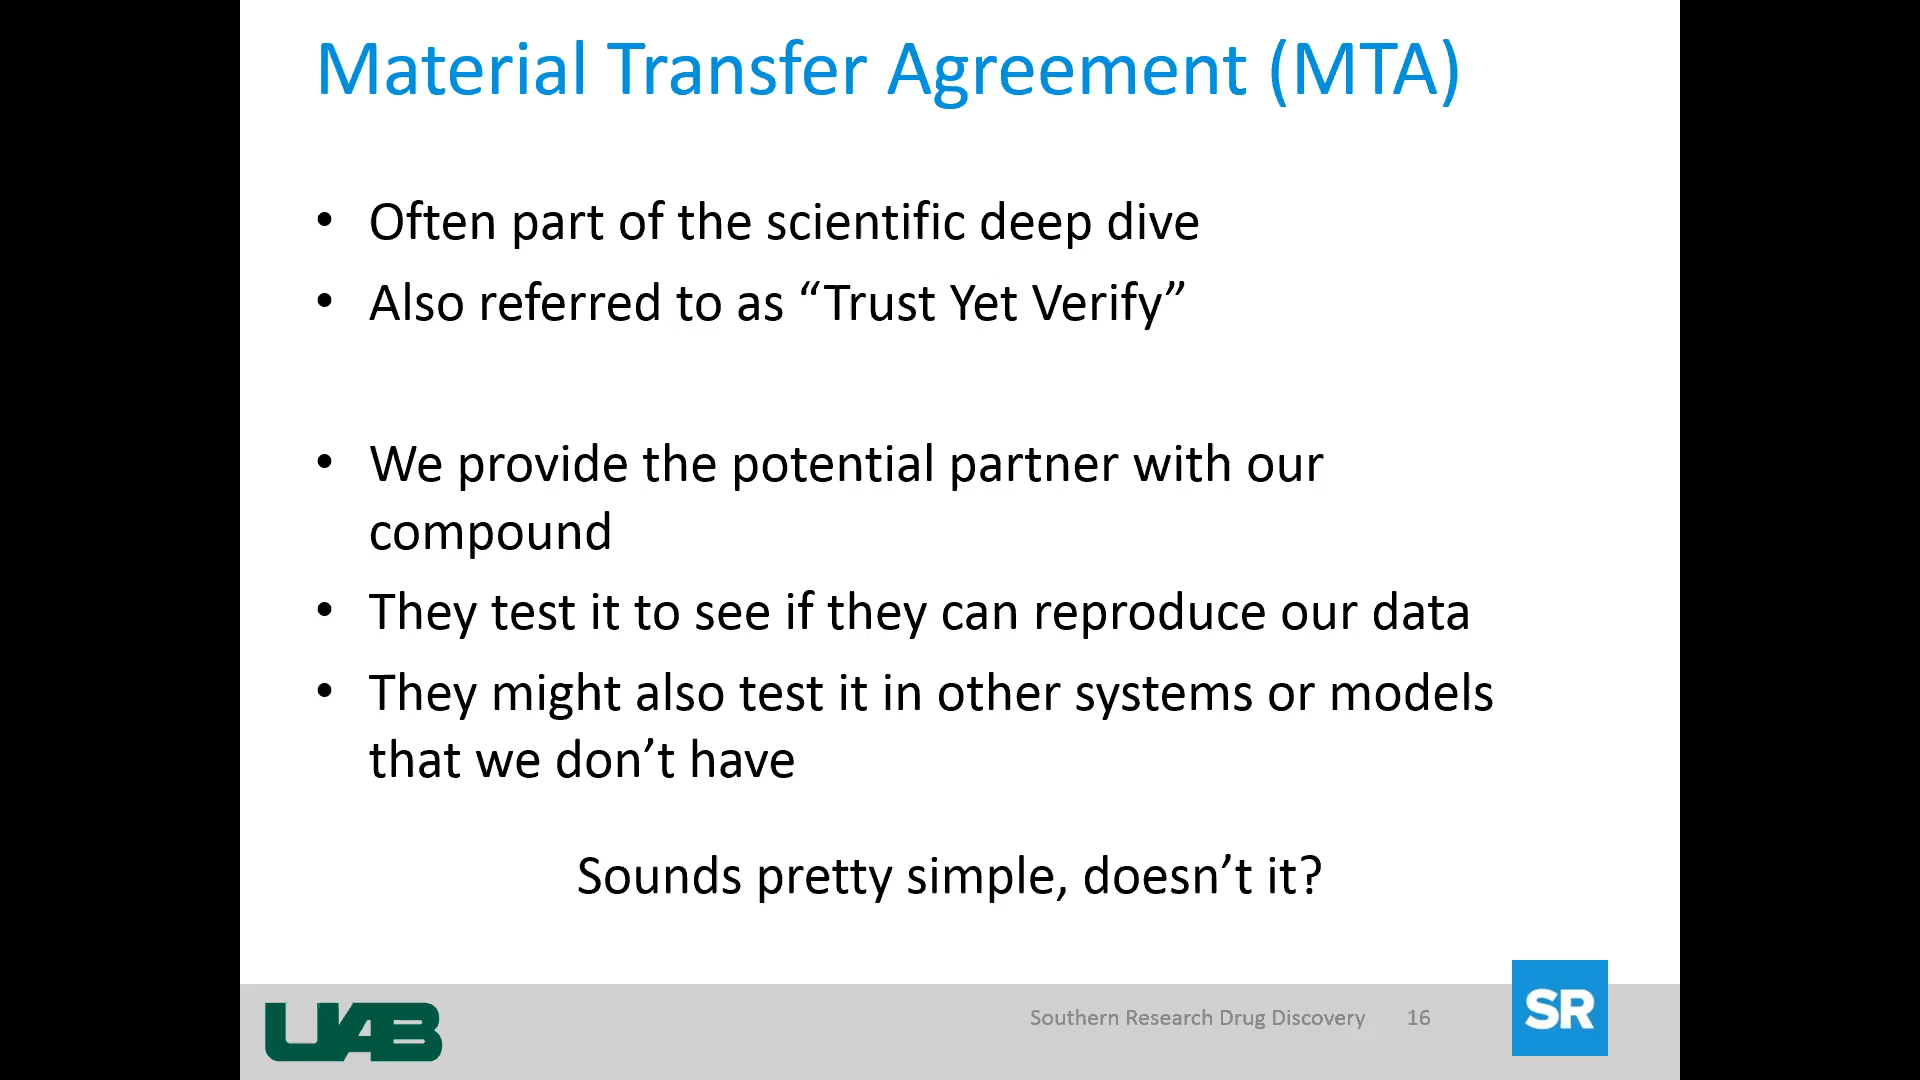 Material Transfer Agreement (MTA)
• Often part of the scientific deep dive
• Also referred to as “Trust Yet Verify”
• We provide the potential partner with our
compound
• They test it to see if they can reproduce our data
• They might also test it in other systems or models
that we don’t have
Sounds pretty simple, doesn’t it?
UAB
Southern Research Drug Discovery 16
SR